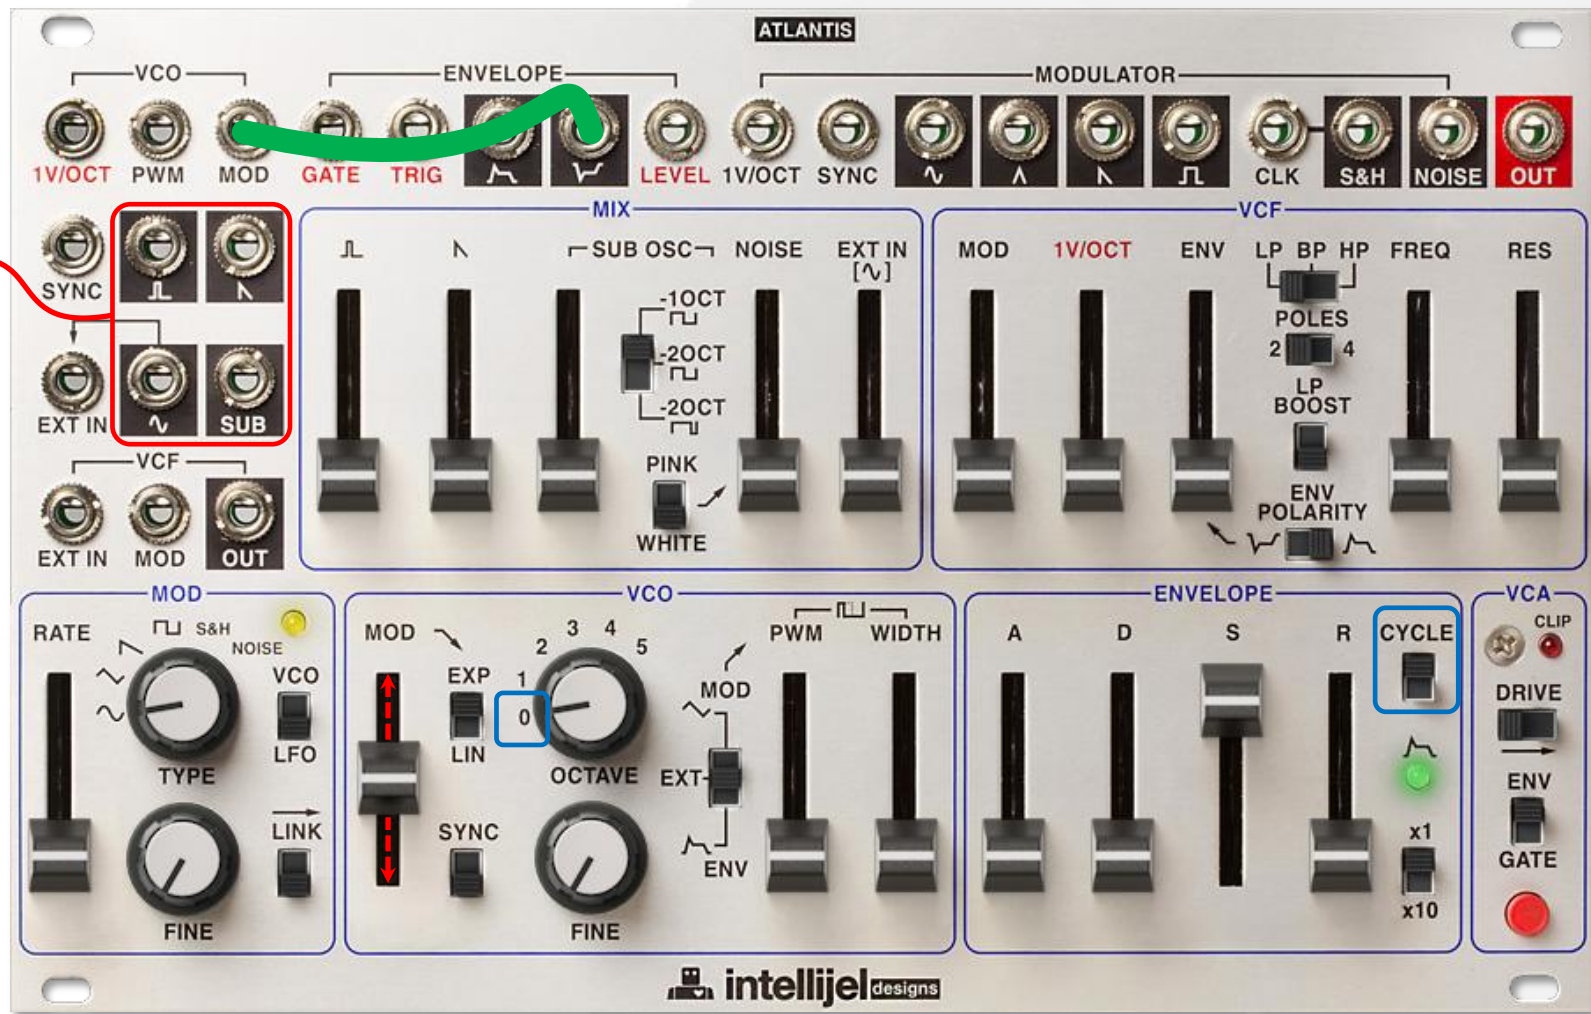 ATLANTIS
VCO ENVELOPE MODULATOR
1V/OCT PWM MOD GATE TRIG LEVEL 1V/OCT SYNC CLK S&H NOISE OUT
SYNC
EXT IN SUB
VCF
EXT IN MOD OUT
MIX
SUB OSC NOISE EXT IN
-1OCT
-2OCT
-2OCT
PINK
WHITE
VCF
MOD 1V/OCT ENV LP BP HP FREQ RES
POLES
2 4
LP
BOOST
ENV
POLARITY
MOD
RATE S&H
NOISE
VCO
LFO
TYPE
LINK
FINE
VCO
MOD EXP
LIN
SYNC
0 1 2 3 4 5
OCTAVE
FINE
PWM WIDTH
MOD
EXT
ENV
ENVELOPE
A D S R CYCLE
x1
x10
VCA
CLIP
DRIVE
ENV
GATE
intellijel designs